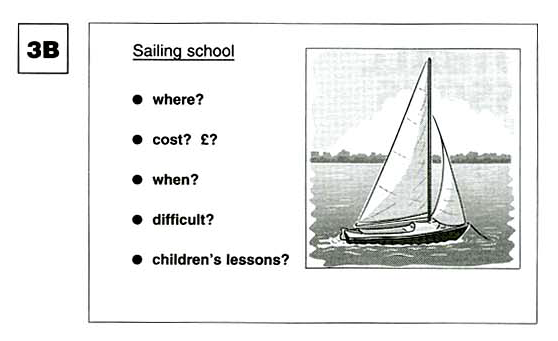 3B
Sailing school
● where?
● cost? £?
● when?
● difficult?
● children's lessons?